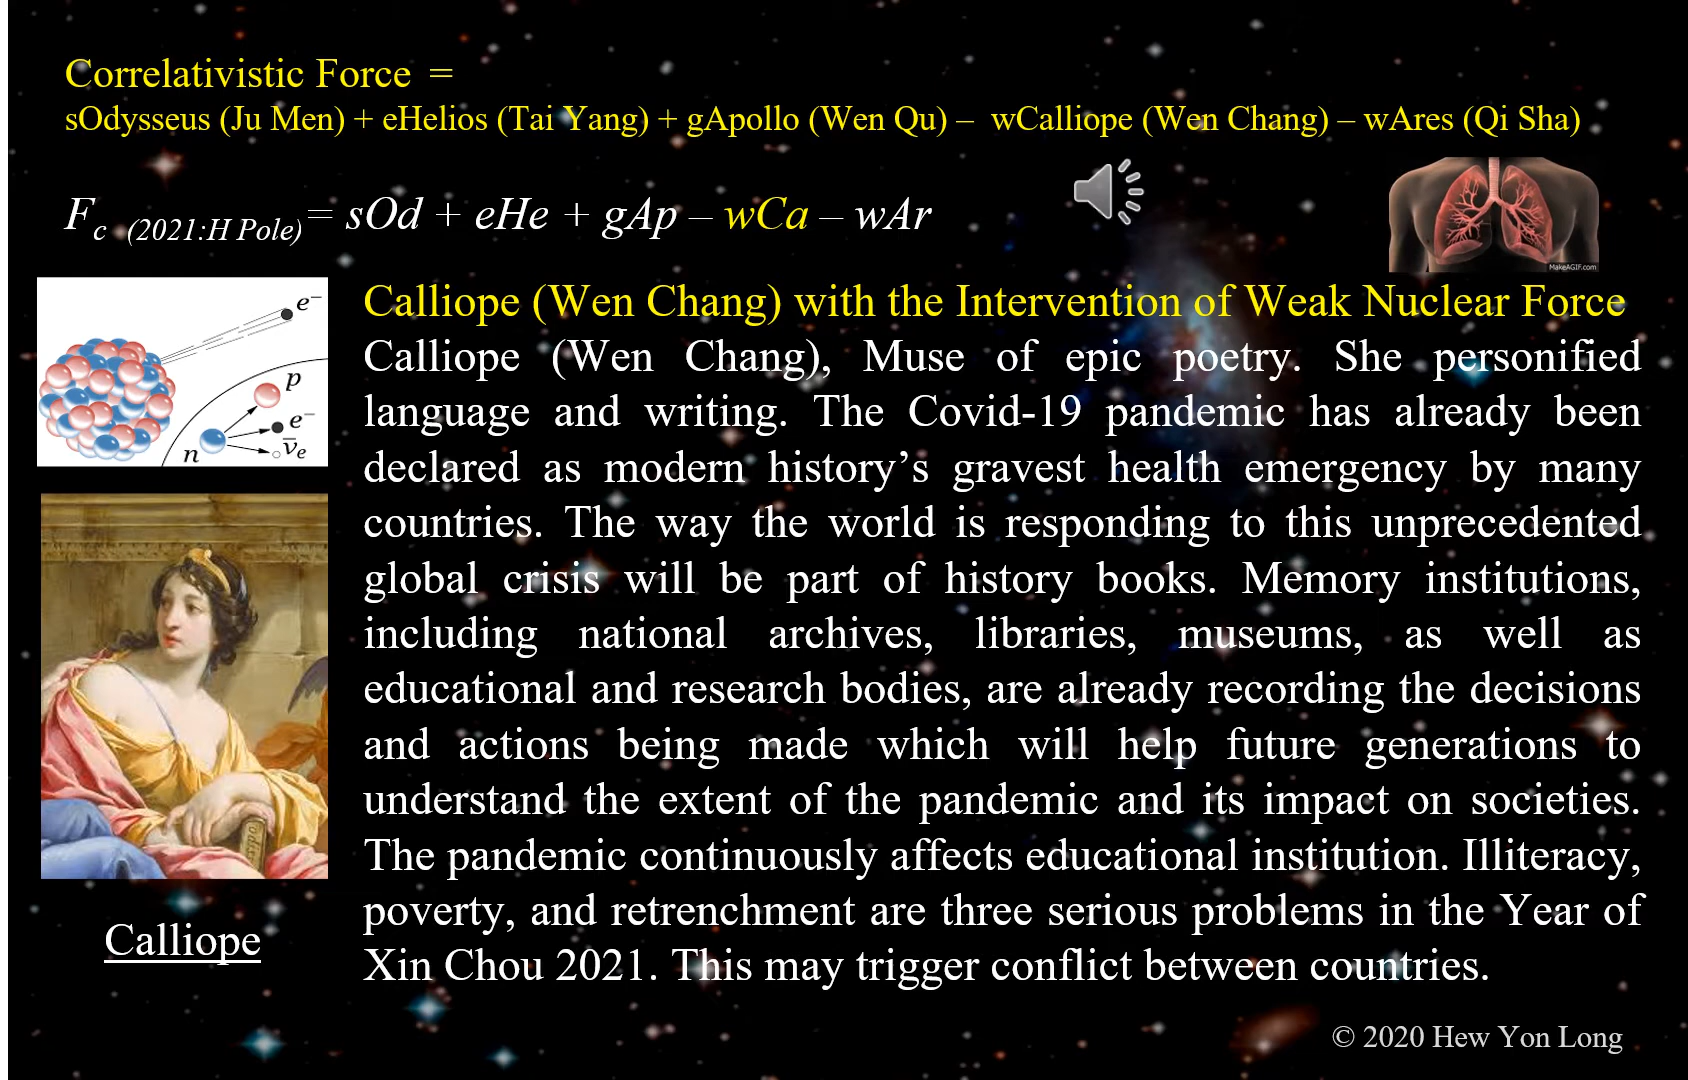 Correlativistic Force =
sOdysseus (Ju Men) + eHelios (Tai Yang) + gApollo (Wen Qu) – wCalliope (Wen Chang) – wAres (Qi Sha)
F c (2021:H Pole) = sOd + eHe + gAp – wCa – wAr
MakeAGIF.com
e⁻
p
e⁻
n
ν̅e
Calliope (Wen Chang) with the Intervention of Weak Nuclear Force
Calliope (Wen Chang), Muse of epic poetry. She personified
language and writing. The Covid-19 pandemic has already been
declared as modern history’s gravest health emergency by many
countries. The way the world is responding to this unprecedented
global crisis will be part of history books. Memory institutions,
including national archives, libraries, museums, as well as
educational and research bodies, are already recording the decisions
and actions being made which will help future generations to
understand the extent of the pandemic and its impact on societies.
The pandemic continuously affects educational institution. Illiteracy,
poverty, and retrenchment are three serious problems in the Year of
Xin Chou 2021. This may trigger conflict between countries.
Calliope
© 2020 Hew Yon Long